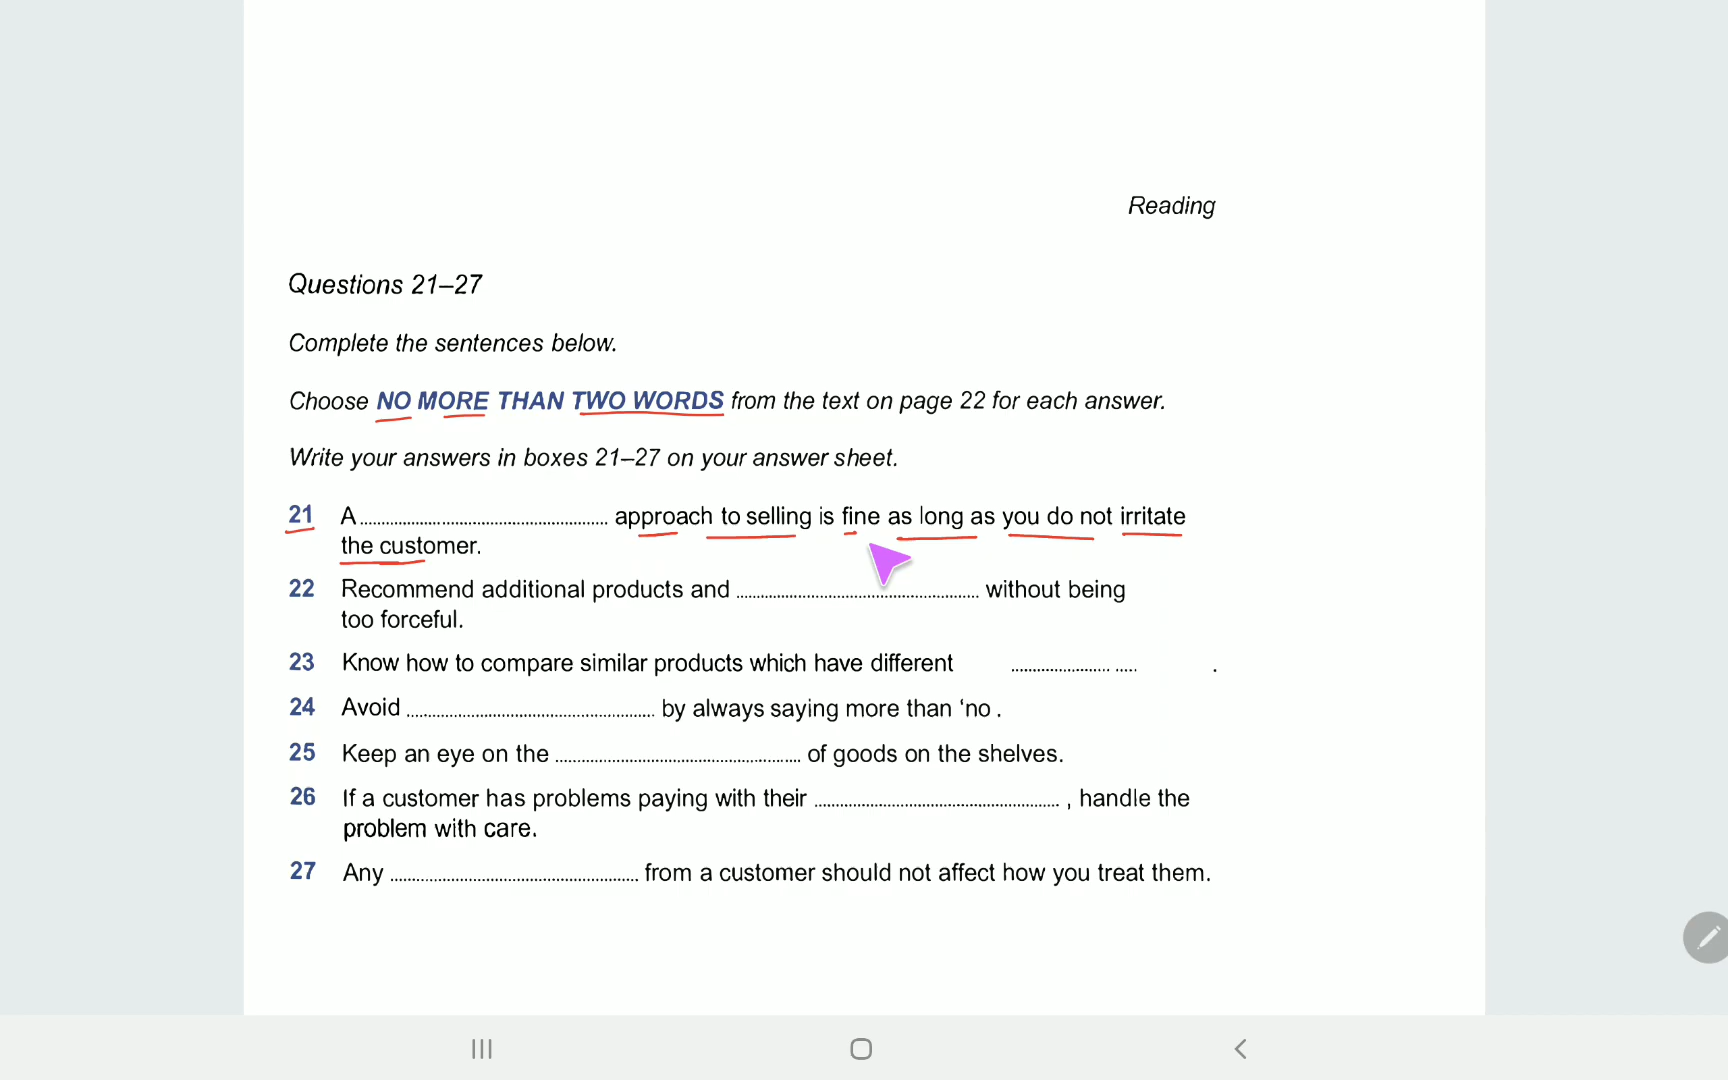 Reading
Questions 21–27
Complete the sentences below.
Choose NO MORE THAN TWO WORDS from the text on page 22 for each answer.
Write your answers in boxes 21–27 on your answer sheet.
21 A ........................................ approach to selling is fine as long as you do not irritate
the customer.
22 Recommend additional products and ........................................ without being
too forceful.
23 Know how to compare similar products which have different ...................... ..... .
24 Avoid ........................................ by always saying more than ‘no .
25 Keep an eye on the ........................................ of goods on the shelves.
26 If a customer has problems paying with their ........................................ , handle the
problem with care.
27 Any ........................................ from a customer should not affect how you treat them.